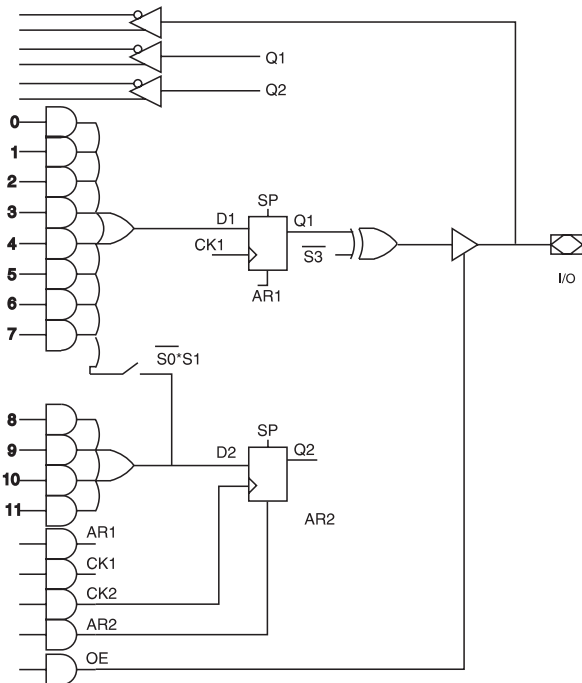 Q1
Q2
0
1
2
3
4
5
6
7
SP
D1
Q1
CK1
S3
AR1
I/O
S0*S1
8
9
10
11
SP
D2
Q2
AR2
AR1
CK1
CK2
AR2
OE